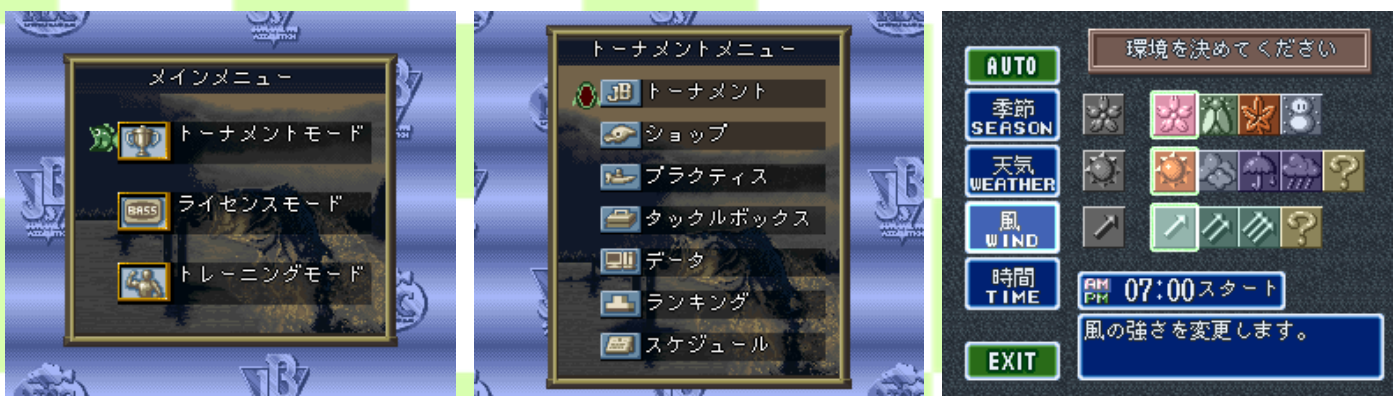 メインメニュー
トーナメントモード
BASS
ライセンスモード
トレーニングモード
トーナメントメニュー
JB
トーナメント
ショップ
プラクティス
タックルボックス
データ
ランキング
スケジュール
環境を決めてください
AUTO
季節
SEASON
天気
WEATHER
?
風
WIND
?
時間
TIME
AM
PM
07:00スタート
風の強さを変更します。
EXIT